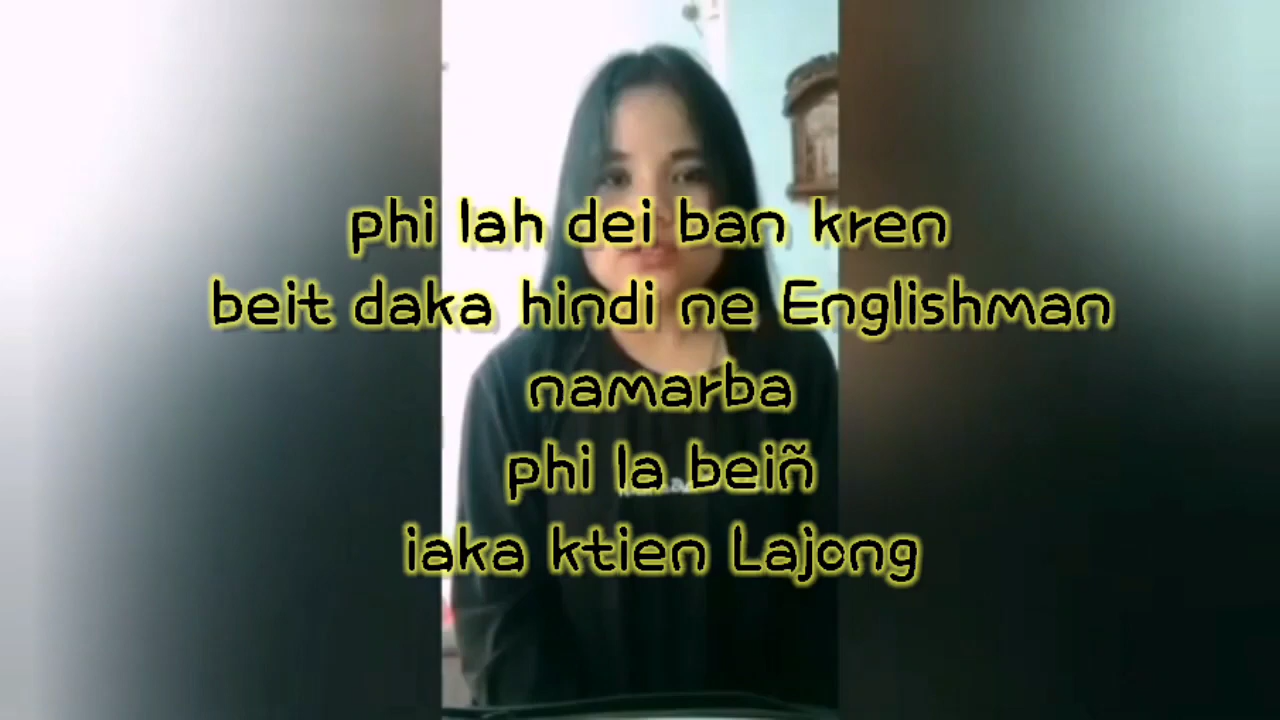 phi lah dei ban kren
beit daka hindi ne Englishman
namarba
phi la beiñ
iaka ktien Lajong